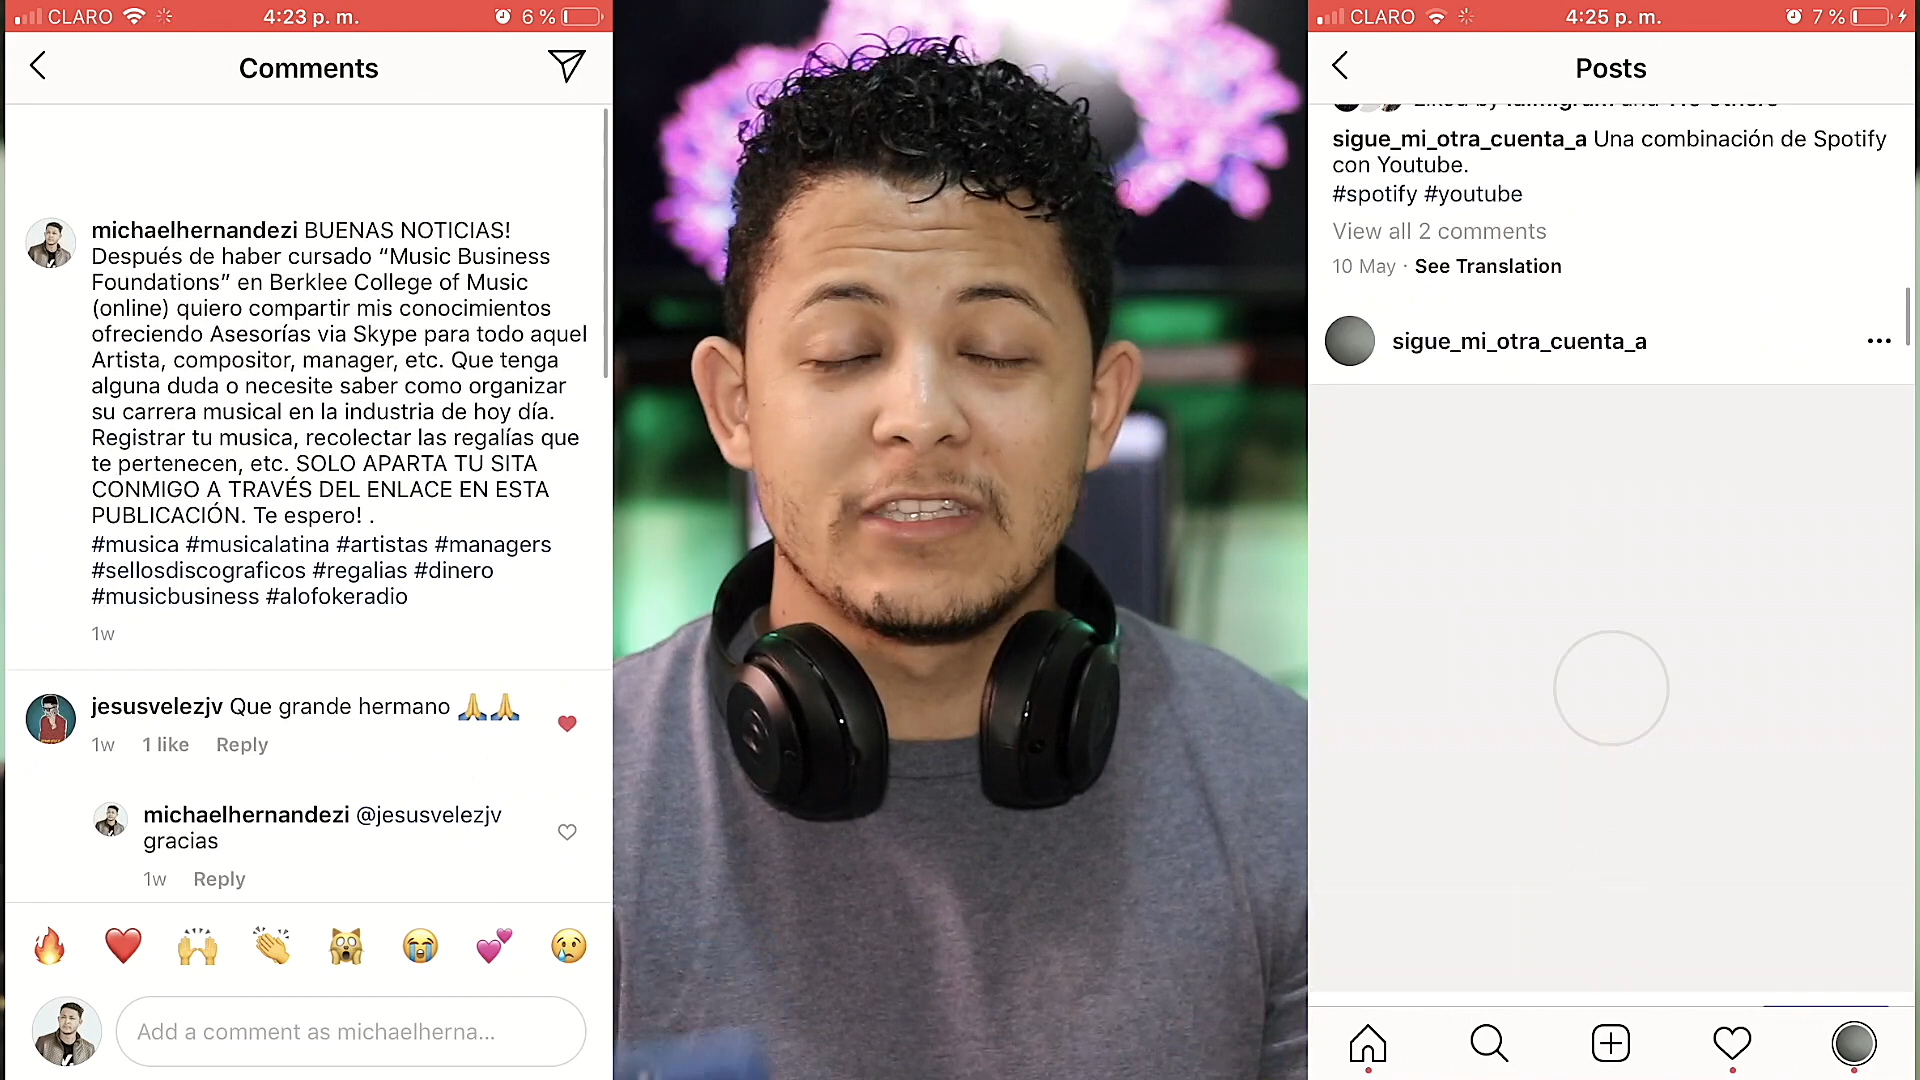 CLARO 4:23 p. m. 6 %
Comments
michaelhernandezi BUENAS NOTICIAS!
Después de haber cursado “Music Business
Foundations” en Berklee College of Music
(online) quiero compartir mis conocimientos
ofreciendo Asesorías via Skype para todo aquel
Artista, compositor, manager, etc. Que tenga
alguna duda o necesite saber como organizar
su carrera musical en la industria de hoy día.
Registrar tu musica, recolectar las regalías que
te pertenecen, etc. SOLO APARTA TU SITA
CONMIGO A TRAVÉS DEL ENLACE EN ESTA
PUBLICACIÓN. Te espero! .
#musica #musicalatina #artistas #managers
#sellosdiscograficos #regalias #dinero
#musicbusiness #alofokeradio
1w
jesusvelezjv Que grande hermano 🙏🙏
1w 1 like Reply
michaelhernandezi @jesusvelezjv
gracias
1w Reply
Add a comment as michaelherna...
CLARO 4:25 p. m. 7 %
Posts
sigue_mi_otra_cuenta_a Una combinación de Spotify
con Youtube.
#spotify #youtube
View all 2 comments
10 May · See Translation
sigue_mi_otra_cuenta_a